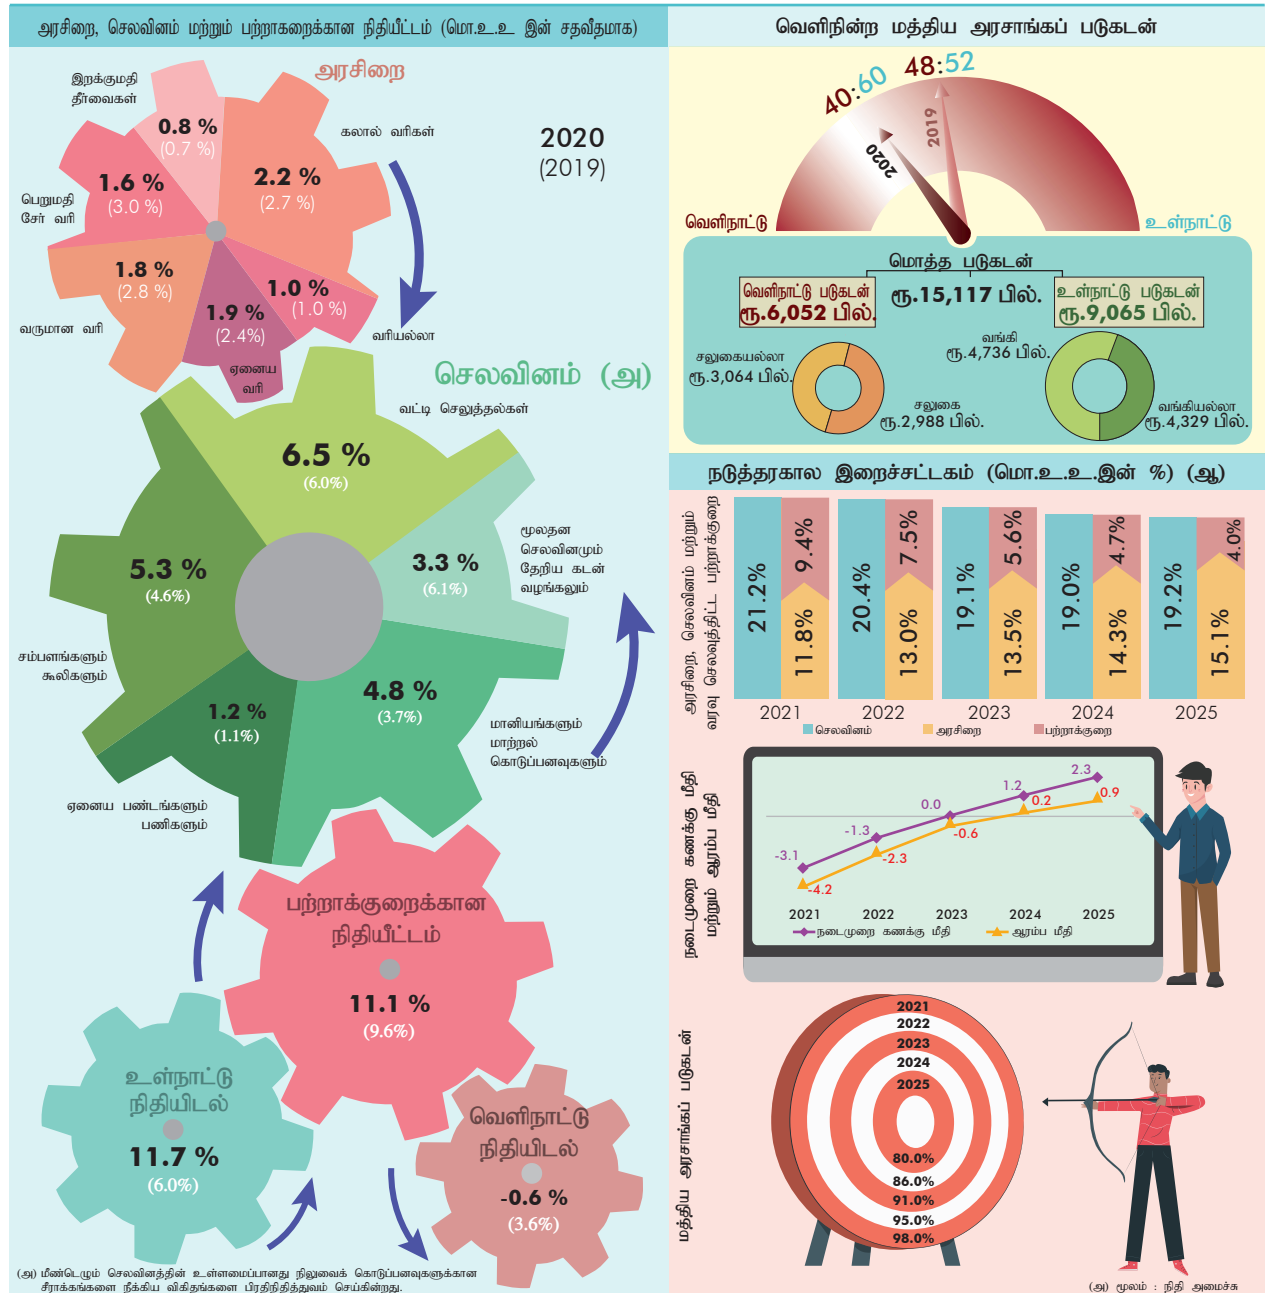 அரசிறை, செலவினம் மற்றும் பற்றாகறைக்கான நிதியீட்டம் (மொ.உ.உ இன் சதவீதமாக)
அரசிறை
இறக்குமதி
தீர்வைகள்
0.8 %
(0.7 %)
கலால் வரிகள்
2.2 %
(2.7 %)
2020
(2019)
1.6 %
(3.0 %)
பெறுமதி
சேர் வரி
1.8 %
(2.8 %)
வருமான வரி
1.9 %
(2.4%)
ஏனைய
வரி
1.0 %
(1.0 %)
வரியல்லா
செலவினம் (அ)
வட்டி செலுத்தல்கள்
6.5 %
(6.0%)
மூலதன
செலவினமும்
தேறிய கடன்
வழங்கலும்
3.3 %
(6.1%)
5.3 %
(4.6%)
சம்பளங்களும்
கூலிகளும்
4.8 %
(3.7%)
மானியங்களும்
மாற்றல்
கொடுப்பனவுகளும்
1.2 %
(1.1%)
ஏனைய பண்டங்களும்
பணிகளும்
பற்றாக்குறைக்கான
நிதியீட்டம்
11.1 %
(9.6%)
உள்நாட்டு
நிதியிடல்
11.7 %
(6.0%)
வெளிநாட்டு
நிதியிடல்
-0.6 %
(3.6%)
(அ) மீண்டெழும் செலவினத்தின் உள்ளமைப்பானது நிலுவைக் கொடுப்பனவுகளுக்கான
சீராக்கங்களை நீக்கிய விகிதங்களை பிரதிநிதித்துவம் செய்கின்றது.
வெளிநின்ற மத்திய அரசாங்கப் படுகடன்
40:60
48:52
2020
2019
வெளிநாட்டு
உள்நாட்டு
மொத்த படுகடன்
ரூ.15,117 பில்.
வெளிநாட்டு படுகடன்
ரூ.6,052 பில்.
உள்நாட்டு படுகடன்
ரூ.9,065 பில்.
சலுகையல்லா
ரூ.3,064 பில்.
சலுகை
ரூ.2,988 பில்.
வங்கி
ரூ.4,736 பில்.
வங்கியல்லா
ரூ.4,329 பில்.
நடுத்தரகால இறைச்சட்டகம் (மொ.உ.உ.இன் %) (ஆ)
அரசிறை, செலவினம் மற்றும்
வரவு செலவுத்திட்ட பற்றாக்குறை
21.2%
9.4%
11.8%
20.4%
7.5%
13.0%
19.1%
5.6%
13.5%
19.0%
4.7%
14.3%
19.2%
4.0%
15.1%
2021
2022
2023
2024
2025
செலவினம்
அரசிறை
பற்றாக்குறை
நடைமுறை கணக்கு மீதி
மற்றும் ஆரம்ப மீதி
-3.1
-1.3
0.0
1.2
2.3
-4.2
-2.3
-0.6
0.2
0.9
2021
2022
2023
2024
2025
நடைமுறை கணக்கு மீதி
ஆரம்ப மீதி
மத்திய அரசாங்கப் படுகடன்
2021
2022
2023
2024
2025
80.0%
86.0%
91.0%
95.0%
98.0%
(அ) மூலம் : நிதி அமைச்சு